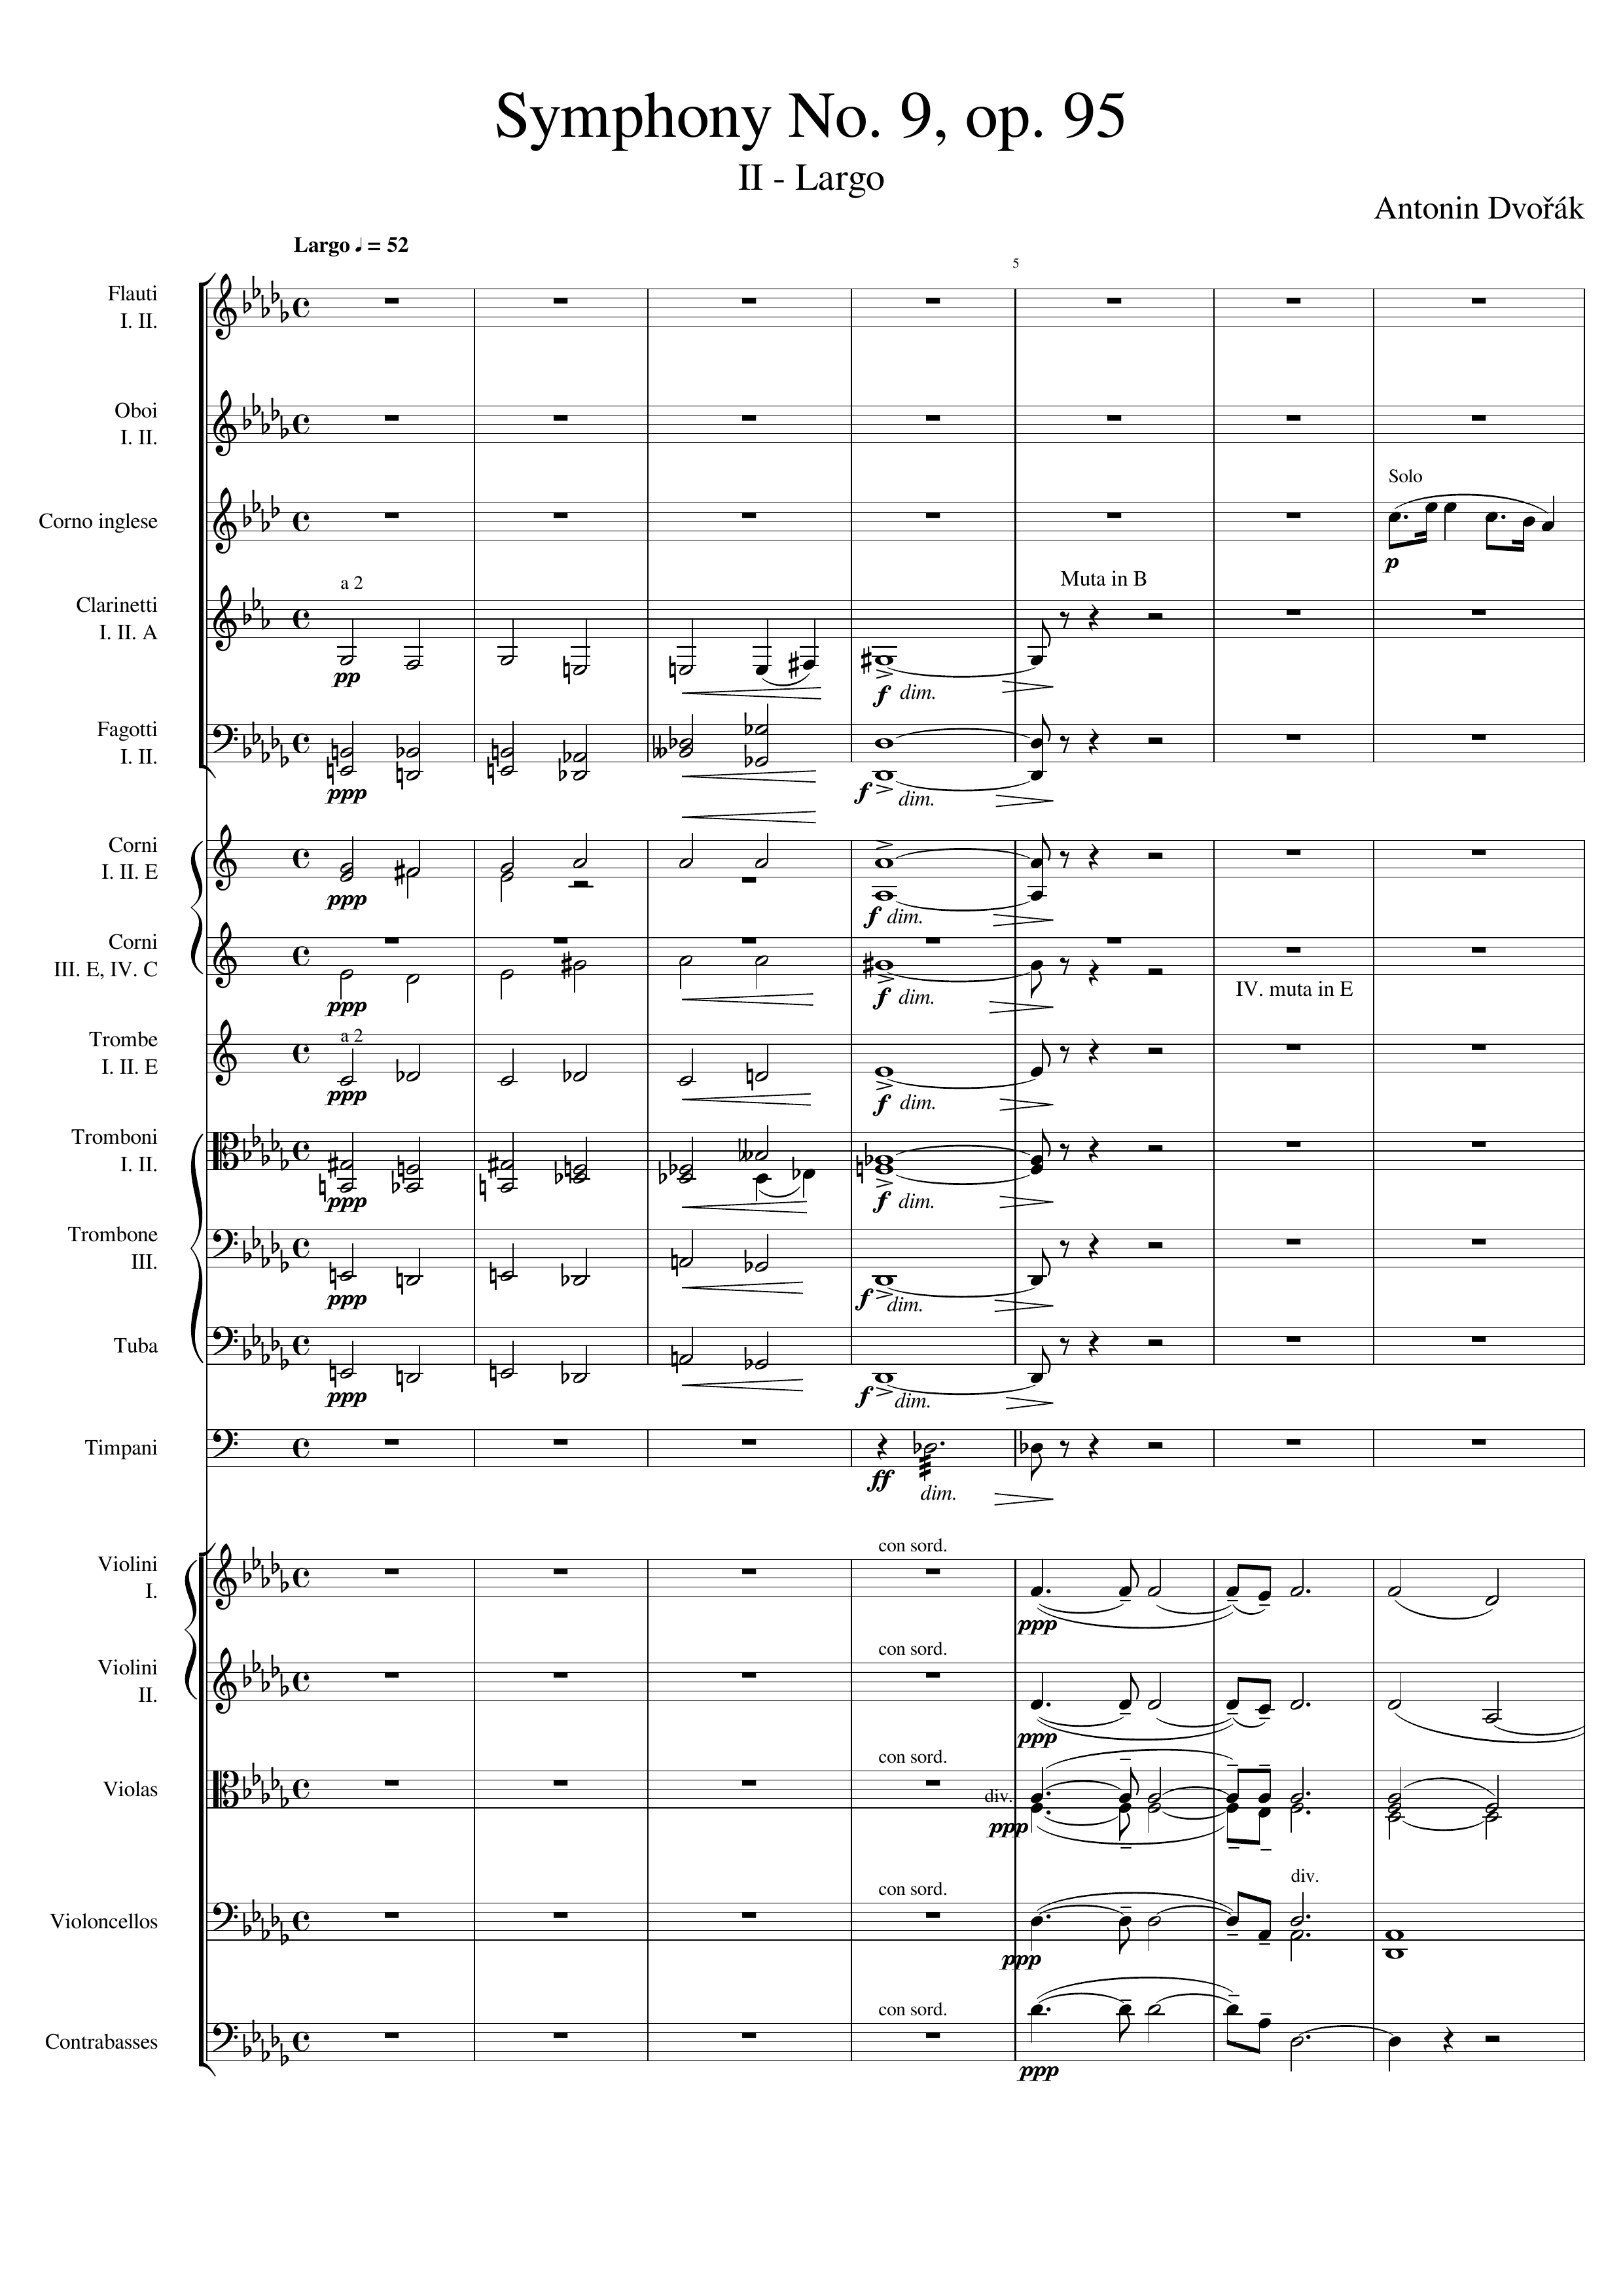 Symphony No. 9, op. 95
II - Largo
Antonin Dvořák
Largo ♩ = 52
5
Flauti
I. II.
Oboi
I. II.
Solo
Corno inglese
p
Muta in B
a 2
Clarinetti
I. II. A
pp
f dim.
Fagotti
I. II.
ppp
f dim.
Corni
I. II. E
ppp
f dim.
Corni
III. E, IV. C
ppp
f dim.
IV. muta in E
a 2
Trombe
I. II. E
ppp
f dim.
Tromboni
I. II.
ppp
f dim.
Trombone
III.
ppp
f dim.
Tuba
ppp
f dim.
Timpani
ff
dim.
con sord.
Violini
I.
ppp
con sord.
Violini
II.
ppp
con sord.
Violas
div.
ppp
div.
con sord.
Violoncellos
ppp
con sord.
Contrabasses
ppp